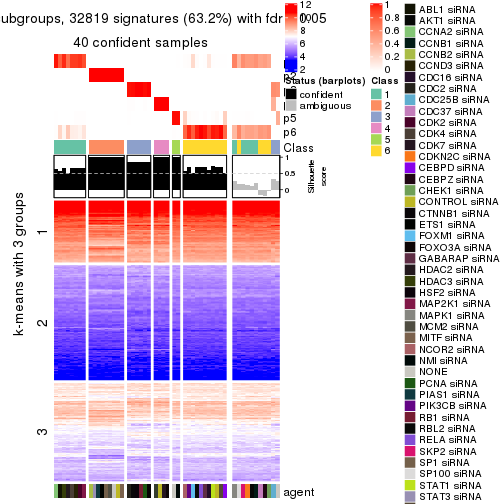 ubgroups, 32819 signatures (63.2%) with fdr 0.05
40 confident samples
p5
p6
Class
1
0.5
0
Silhouette
score
k-means with 3 groups
1
2
3
agent
12
10
8
6
4
2
Status (barplots)
confident
ambiguous
1
0.8
0.6
0.4
0.2
0
Class
1
2
3
4
5
6
ABL1 siRNA
AKT1 siRNA
CCNA2 siRNA
CCNB1 siRNA
CCNB2 siRNA
CCND3 siRNA
CDC16 siRNA
CDC2 siRNA
CDC25B siRNA
CDC37 siRNA
CDK2 siRNA
CDK4 siRNA
CDK7 siRNA
CDKN2C siRNA
CEBPD siRNA
CEBPZ siRNA
CHEK1 siRNA
CONTROL siRNA
CTNNB1 siRNA
ETS1 siRNA
FOXM1 siRNA
FOXO3A siRNA
GABARAP siRNA
HDAC2 siRNA
HDAC3 siRNA
HSF2 siRNA
MAP2K1 siRNA
MAPK1 siRNA
MCM2 siRNA
MITF siRNA
NCOR2 siRNA
NMI siRNA
NONE
PCNA siRNA
PIAS1 siRNA
PIK3CB siRNA
RB1 siRNA
RBL2 siRNA
RELA siRNA
SKP2 siRNA
SP1 siRNA
SP100 siRNA
STAT1 siRNA
STAT3 siRNA